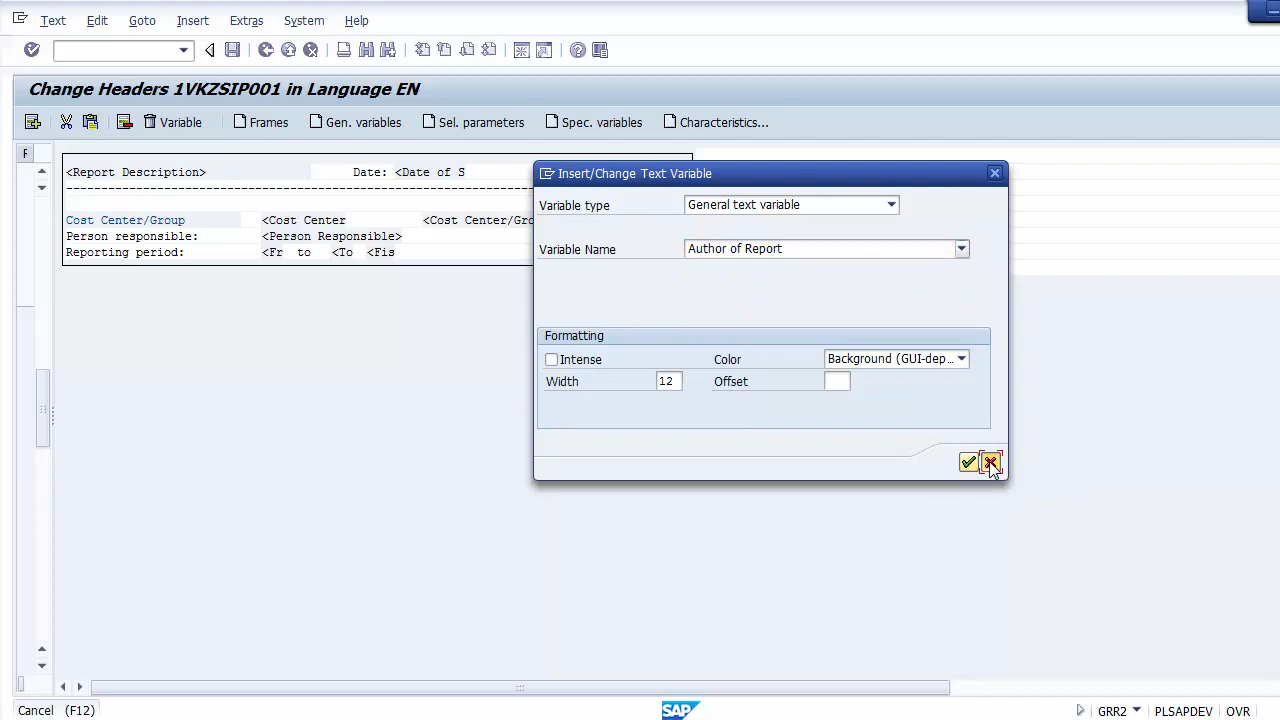 Text Edit Goto Insert Extras System Help
Change Headers 1VKZSIP001 in Language EN
Variable Frames Gen. variables Sel. parameters Spec. variables Characteristics...
F
<Report Description> Date: <Date of S
--------------------------------------------------------------
Cost Center/Group <Cost Center <Cost Center/Gro
Person responsible: <Person Responsible>
Reporting period: <Fr to <To <Fis
Insert/Change Text Variable
Variable type General text variable
Variable Name Author of Report
Formatting
Intense Color Background (GUI-dep...
Width 12 Offset
Cancel (F12) SAP GRR2 PLSAPDEV OVR